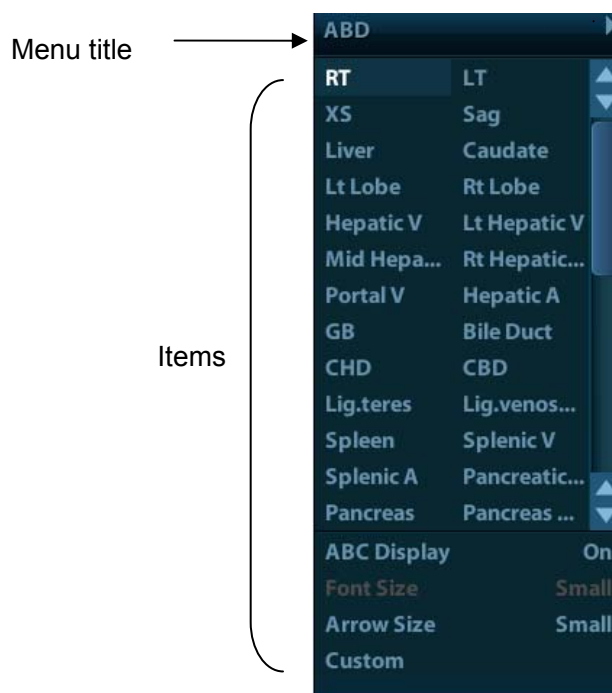 Menu title
ABD
RT LT
XS Sag
Liver Caudate
Lt Lobe Rt Lobe
Hepatic V Lt Hepatic V
Mid Hepa... Rt Hepatic...
Portal V Hepatic A
GB Bile Duct
Items
CHD CBD
Lig.teres Lig.venos...
Spleen Splenic V
Splenic A Pancreatic...
Pancreas Pancreas ...
ABC Display On
Font Size Small
Arrow Size Small
Custom